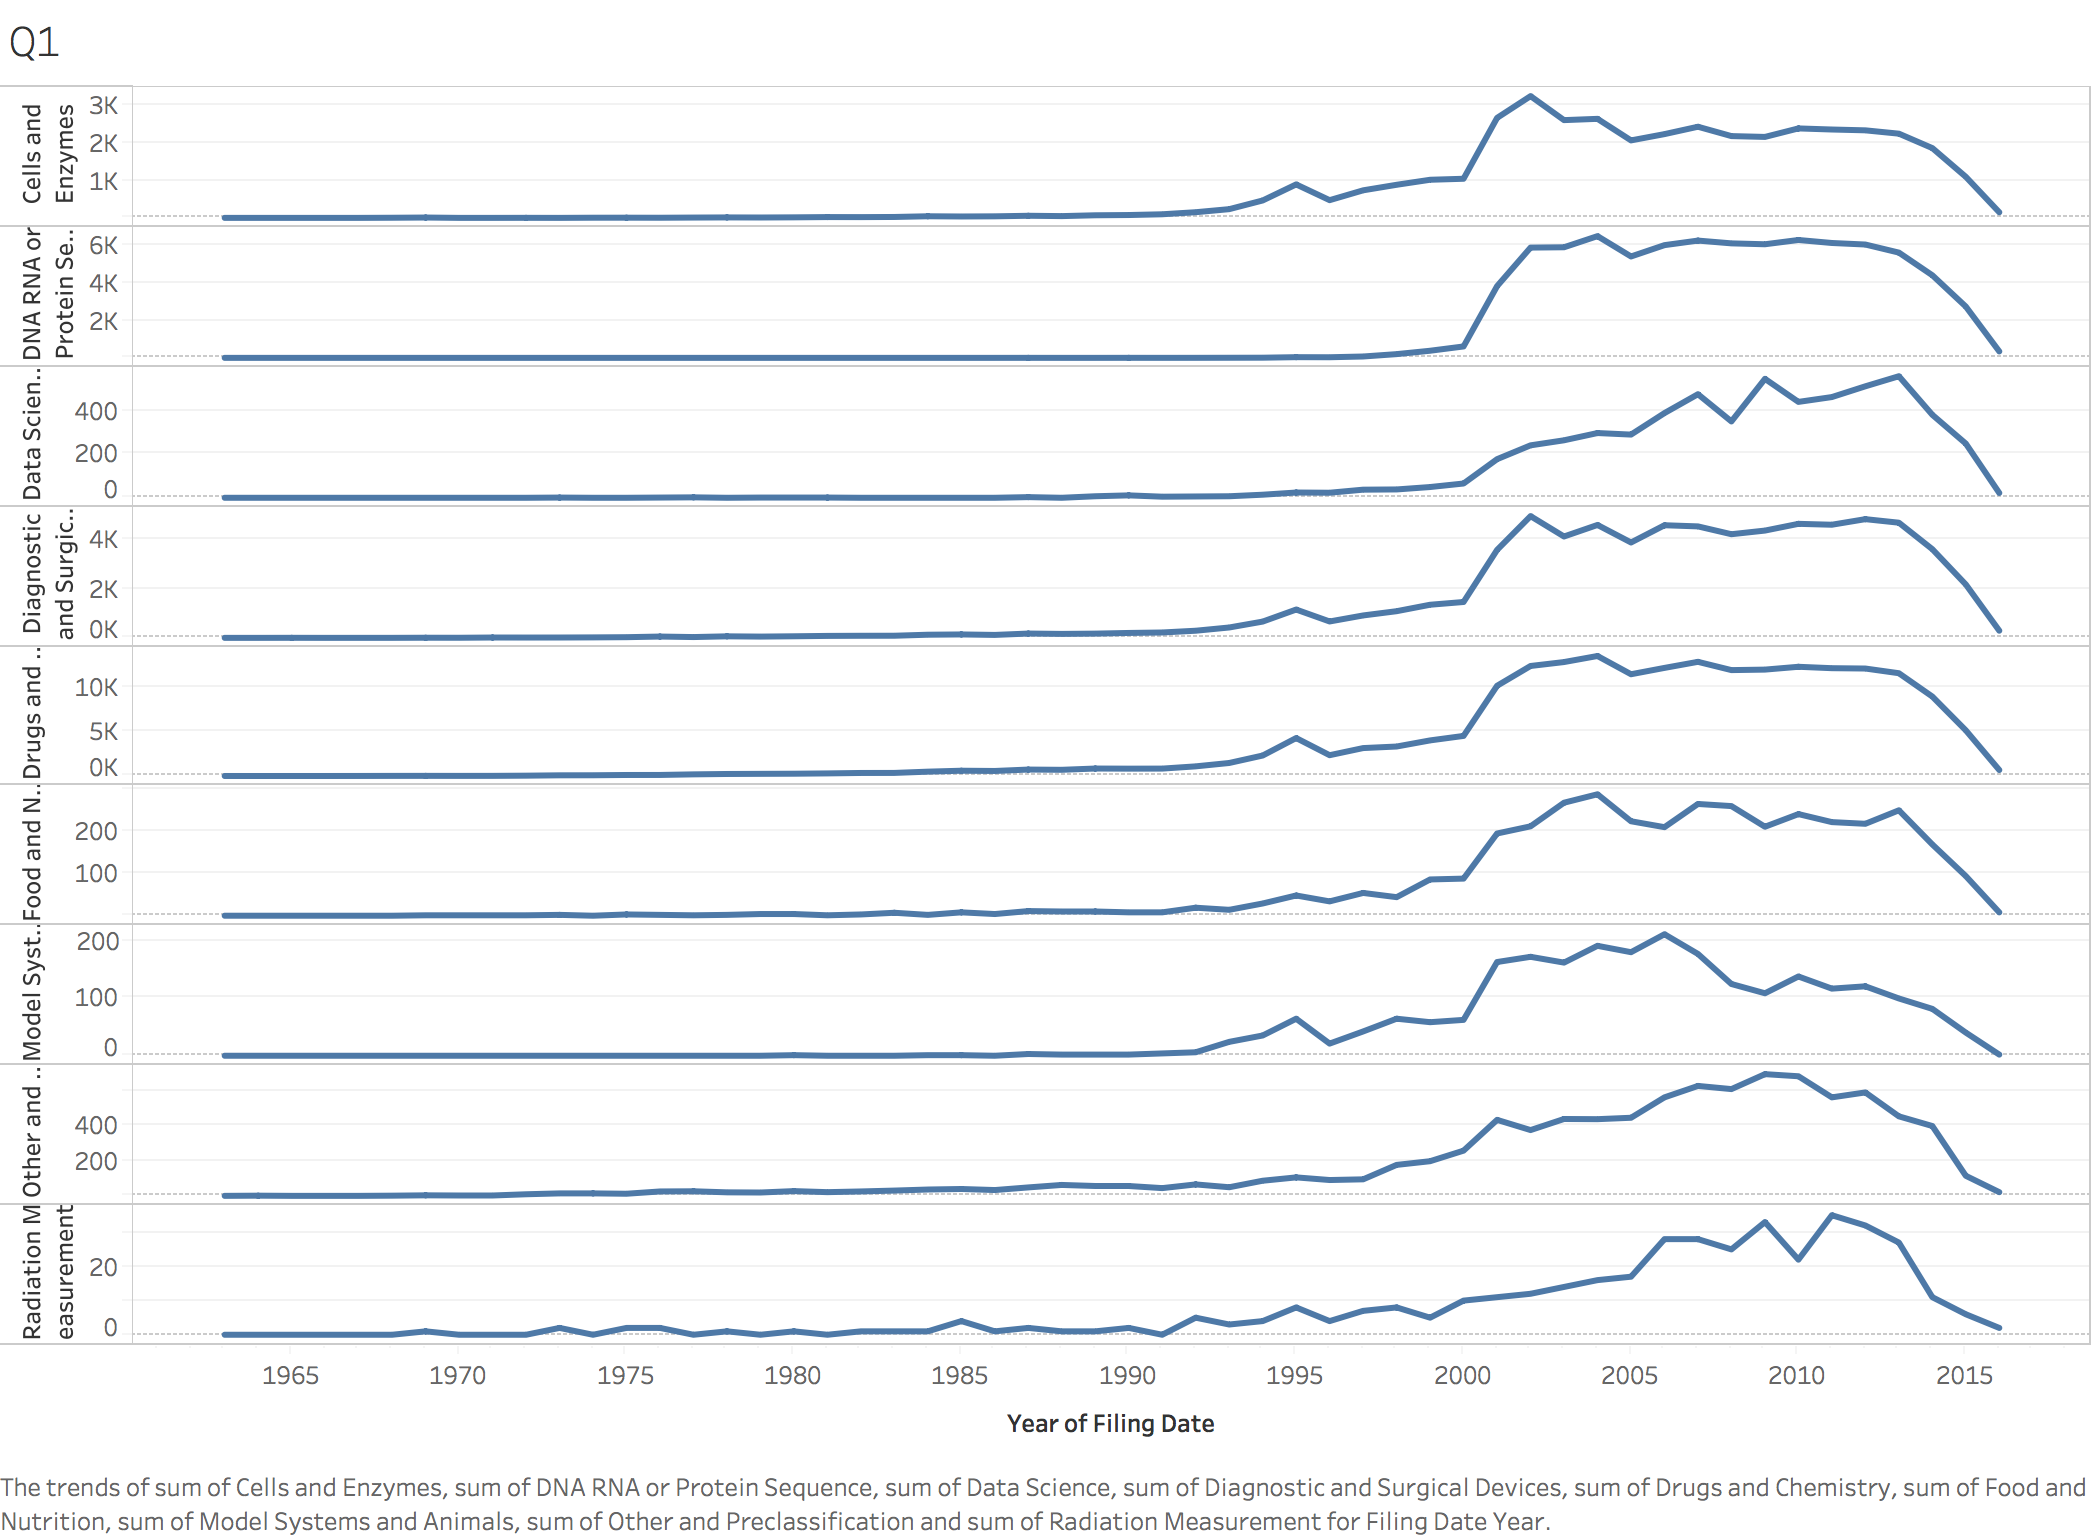 Q1
Cells and
Enzymes
3K
2K
1K
DNA RNA or
Protein Se..
6K
4K
2K
Data Scien..
400
200
0
Diagnostic
and Surgic..
4K
2K
0K
Drugs and ..
10K
5K
0K
Food and N..
200
100
Model Syst..
200
100
0
Other and ..
400
200
Radiation M
easurement
20
0
1965 1970 1975 1980 1985 1990 1995 2000 2005 2010 2015
Year of Filing Date
The trends of sum of Cells and Enzymes, sum of DNA RNA or Protein Sequence, sum of Data Science, sum of Diagnostic and Surgical Devices, sum of Drugs and Chemistry, sum of Food and
Nutrition, sum of Model Systems and Animals, sum of Other and Preclassification and sum of Radiation Measurement for Filing Date Year.